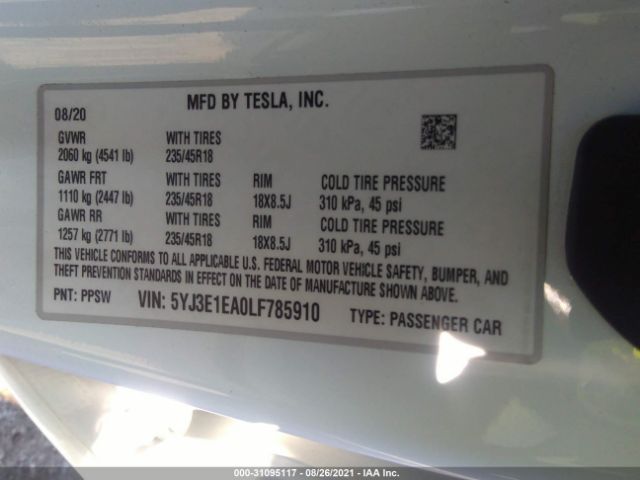 MFD BY TESLA, INC.
08/20
GVWR WITH TIRES
2060 kg (4541 lb) 235/45R18
GAWR FRT WITH TIRES RIM COLD TIRE PRESSURE
1110 kg (2447 lb) 235/45R18 18X8.5J 310 kPa, 45 psi
GAWR RR WITH TIRES RIM COLD TIRE PRESSURE
1257 kg (2771 lb) 235/45R18 18X8.5J 310 kPa, 45 psi
THIS VEHICLE CONFORMS TO ALL APPLICABLE U.S. FEDERAL MOTOR VEHICLE SAFETY, BUMPER, AND
THEFT PREVENTION STANDARDS IN EFFECT ON THE DATE OF MANUFACTURE SHOWN ABOVE.
PNT: PPSW VIN: 5YJ3E1EA0LF785910 TYPE: PASSENGER CAR
000-31095117 - 08/26/2021 - IAA Inc.